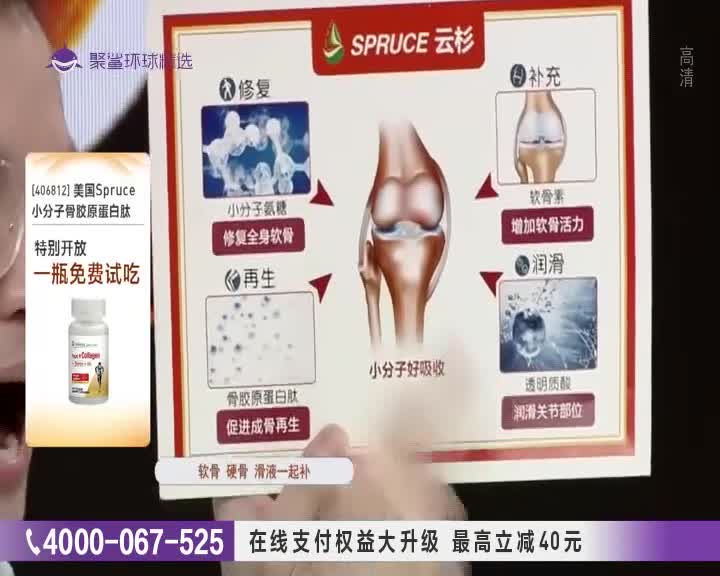 聚鲨环球精选
高清
SPRUCE 云杉
修复
小分子氨糖
修复全身软骨
补充
软骨素
增加软骨活力
再生
骨胶原蛋白肽
促进成骨再生
润滑
透明质酸
润滑关节部位
小分子好吸收
[406812] 美国Spruce
小分子骨胶原蛋白肽
特别开放
一瓶免费试吃
Collagen
软骨 硬骨 滑液一起补
4000-067-525
在线支付权益大升级 最高立减40元